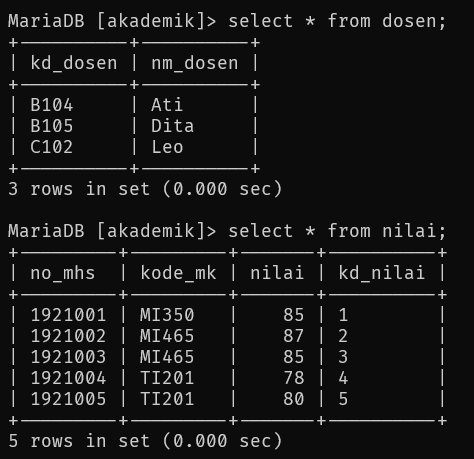 MariaDB [akademik]> select * from dosen;
+----------+----------+
| kd_dosen | nm_dosen |
+----------+----------+
| B104     | Ati      |
| B105     | Dita     |
| C102     | Leo      |
+----------+----------+
3 rows in set (0.000 sec)

MariaDB [akademik]> select * from nilai;
+---------+---------+-------+----------+
| no_mhs  | kode_mk | nilai | kd_nilai |
+---------+---------+-------+----------+
| 1921001 | MI350   |    85 | 1        |
| 1921002 | MI465   |    87 | 2        |
| 1921003 | MI465   |    85 | 3        |
| 1921004 | TI201   |    78 | 4        |
| 1921005 | TI201   |    80 | 5        |
+---------+---------+-------+----------+
5 rows in set (0.000 sec)